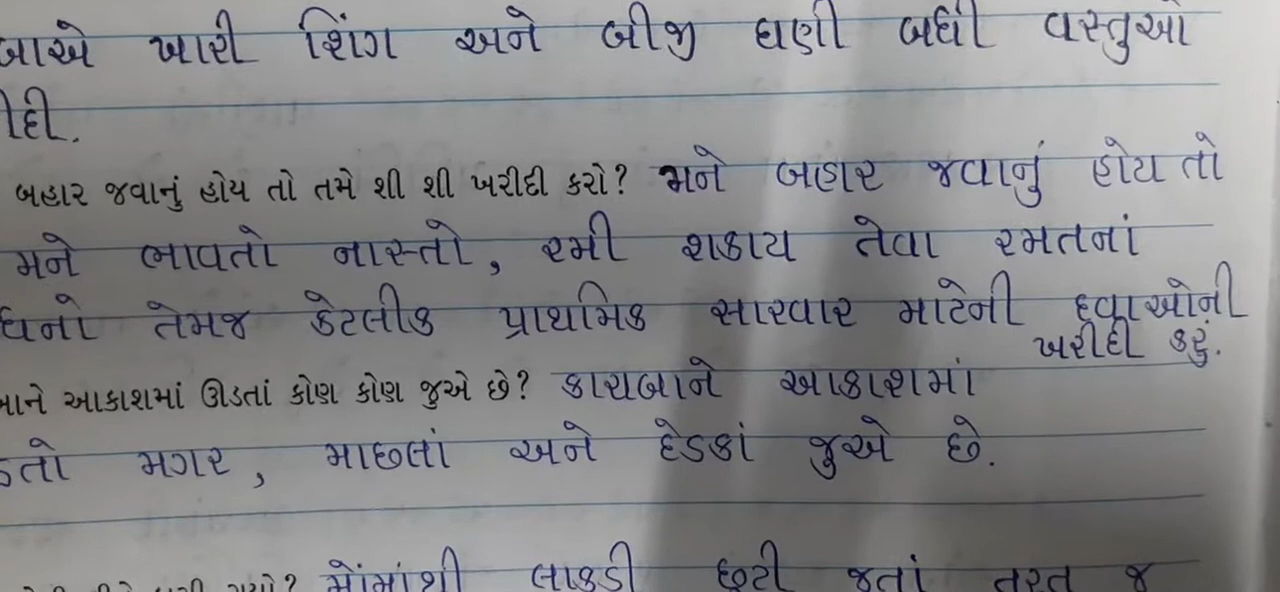 ખારી શિંગ અને બીજી ઘણી બધી વસ્તુઓ
બહાર જવાનું હોય તો તમે શી શી ખરીદી કરો? મને બહાર જવાનું હોય તો
મને ભાવતો નાસ્તો, રમી શકાય તેવા રમતનાં
તેમજ કેટલીક પ્રાથમિક સારવાર માટેની દવાઓની
ખરીદી કરું.
આકાશમાં ઊડતાં કોણ કોણ જુએ છે? કાચબાને આકાશમાં
મગર, માછલાં અને દેડકાં જુએ છે.
મોંમાંથી લાકડી છૂટી જતાં તરત જ